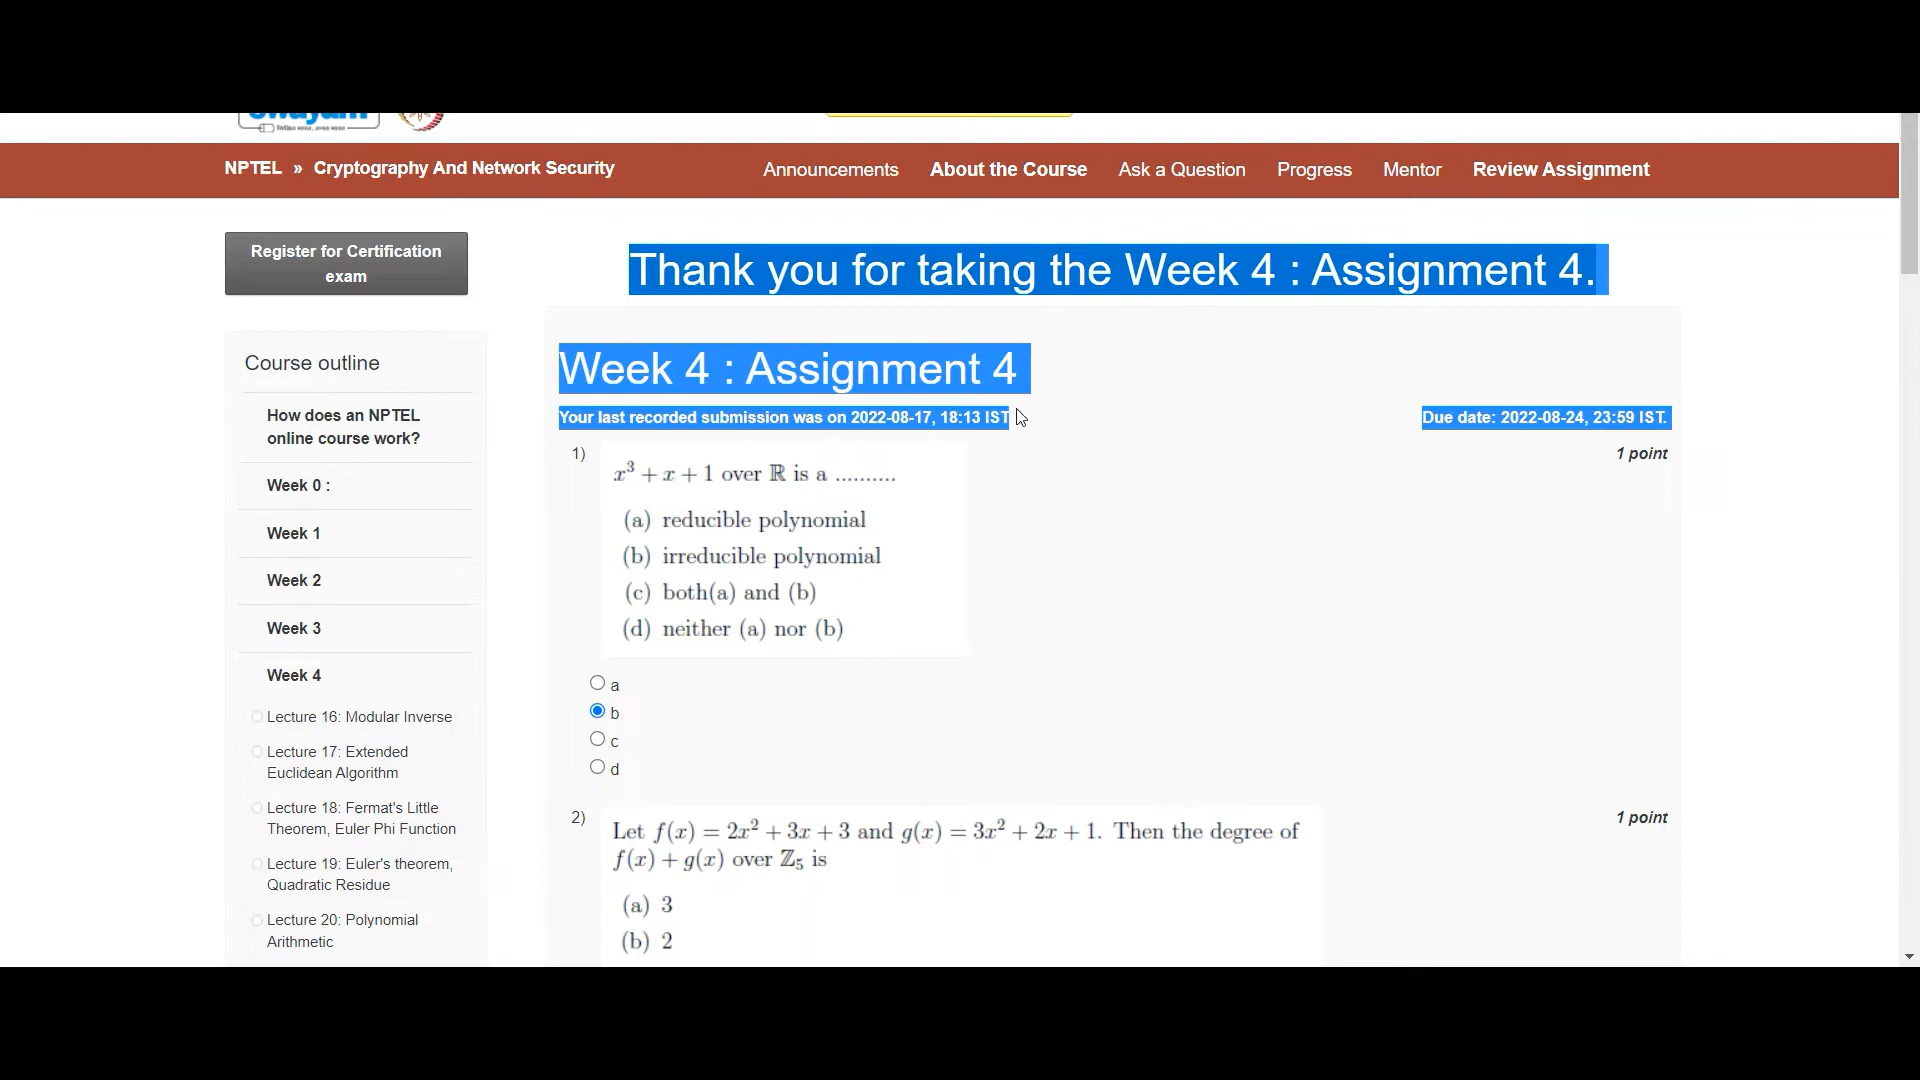 swayam
NPTEL » Cryptography And Network Security
Announcements About the Course Ask a Question Progress Mentor Review Assignment
Register for Certification
exam
Course outline
How does an NPTEL
online course work?
Week 0 :
Week 1
Week 2
Week 3
Week 4
Lecture 16: Modular Inverse
Lecture 17: Extended
Euclidean Algorithm
Lecture 18: Fermat's Little
Theorem, Euler Phi Function
Lecture 19: Euler's theorem,
Quadratic Residue
Lecture 20: Polynomial
Arithmetic
Thank you for taking the Week 4 : Assignment 4.
Week 4 : Assignment 4
Your last recorded submission was on 2022-08-17, 18:13 IST Due date: 2022-08-24, 23:59 IST.
1) x³ + x + 1 over ℝ is a .......... 1 point
(a) reducible polynomial
(b) irreducible polynomial
(c) both(a) and (b)
(d) neither (a) nor (b)
a
b
c
d
2) Let f(x) = 2x² + 3x + 3 and g(x) = 3x² + 2x + 1. Then the degree of 1 point
f(x) + g(x) over ℤ₅ is
(a) 3
(b) 2